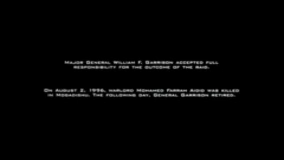 Major General William F. Garrison accepted full
responsibility for the outcome of the raid.
On August 2, 1996, warlord Mohamed Farrah Aidid was killed
in Mogadishu. The following day, General Garrison retired.